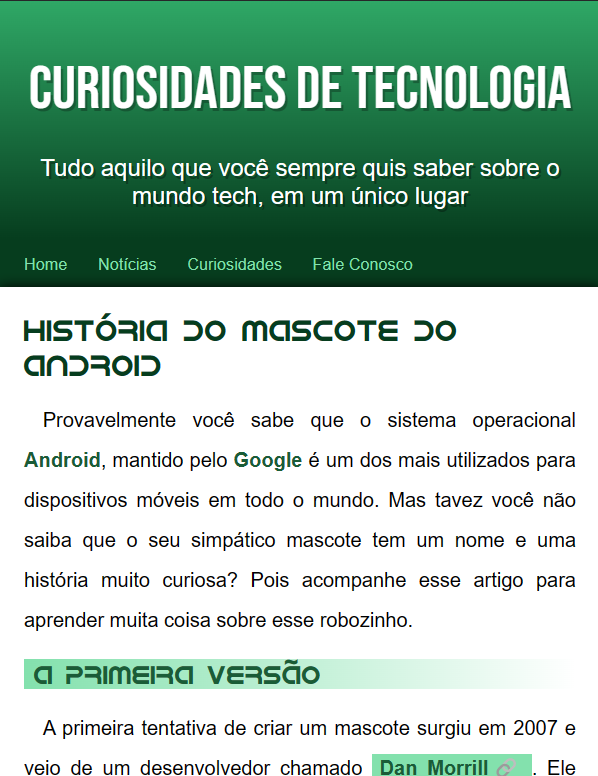 CURIOSIDADES DE TECNOLOGIA
Tudo aquilo que você sempre quis saber sobre o
mundo tech, em um único lugar
Home Notícias Curiosidades Fale Conosco
História do Mascote do
Android
Provavelmente você sabe que o sistema operacional
Android, mantido pelo Google é um dos mais utilizados para
dispositivos móveis em todo o mundo. Mas tavez você não
saiba que o seu simpático mascote tem um nome e uma
história muito curiosa? Pois acompanhe esse artigo para
aprender muita coisa sobre esse robozinho.
A primeira versão
A primeira tentativa de criar um mascote surgiu em 2007 e
veio de um desenvolvedor chamado Dan Morrill. Ele